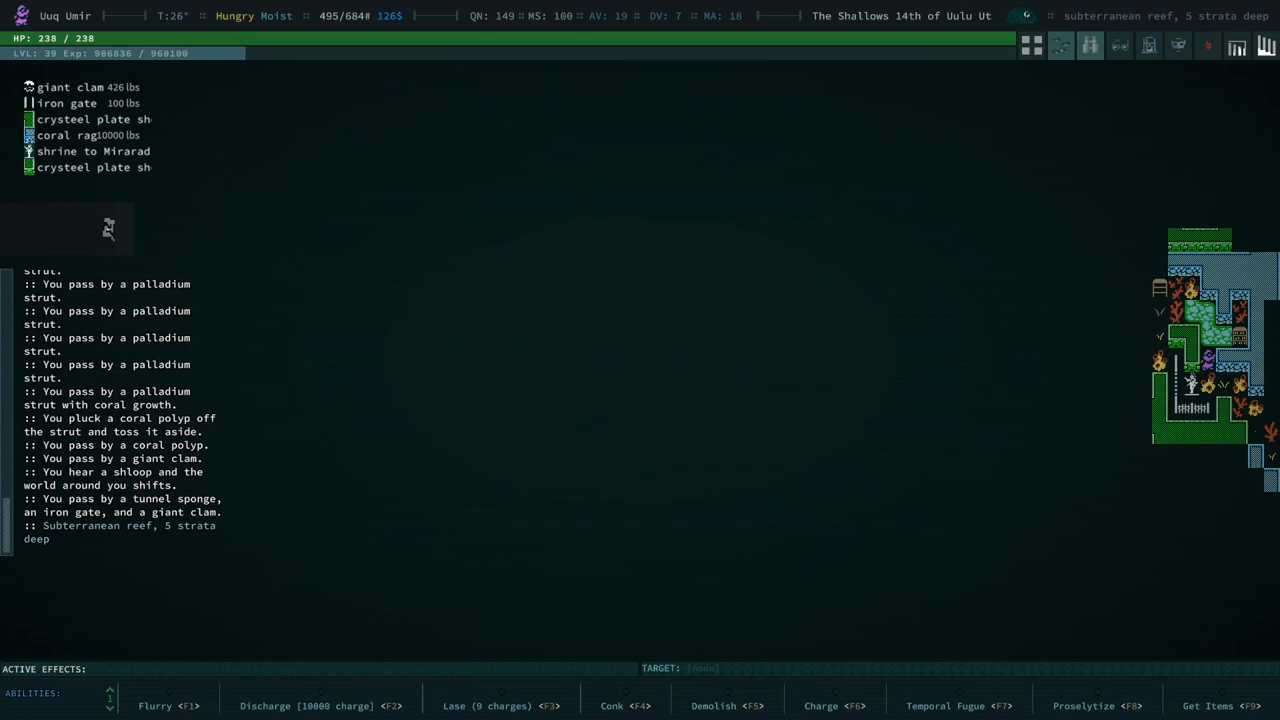 Uuq Umir T:26° :: Hungry Moist :: 495/684# 126$ QN: 149 :: MS: 100 :: AV: 19 :: DV: 7 :: MA: 18 The Shallows 14th of Uulu Ut :: subterranean reef, 5 strata deep
HP: 238 / 238
LVL: 39 Exp: 906836 / 960100
giant clam 426 lbs
iron gate 100 lbs
crysteel plate sh
coral rag10000 lbs
shrine to Mirarad
crysteel plate sh
strut.
:: You pass by a palladium
strut.
:: You pass by a palladium
strut.
:: You pass by a palladium
strut.
:: You pass by a palladium
strut.
:: You pass by a palladium
strut with coral growth.
:: You pluck a coral polyp off
the strut and toss it aside.
:: You pass by a coral polyp.
:: You pass by a giant clam.
:: You hear a shloop and the
world around you shifts.
:: You pass by a tunnel sponge,
an iron gate, and a giant clam.
:: Subterranean reef, 5 strata
deep
ACTIVE EFFECTS: TARGET: [none]
ABILITIES: 1 Flurry <F1> Discharge [10000 charge] <F2> Lase (9 charges) <F3> Conk <F4> Demolish <F5> Charge <F6> Temporal Fugue <F7> Proselytize <F8> Get Items <F9>